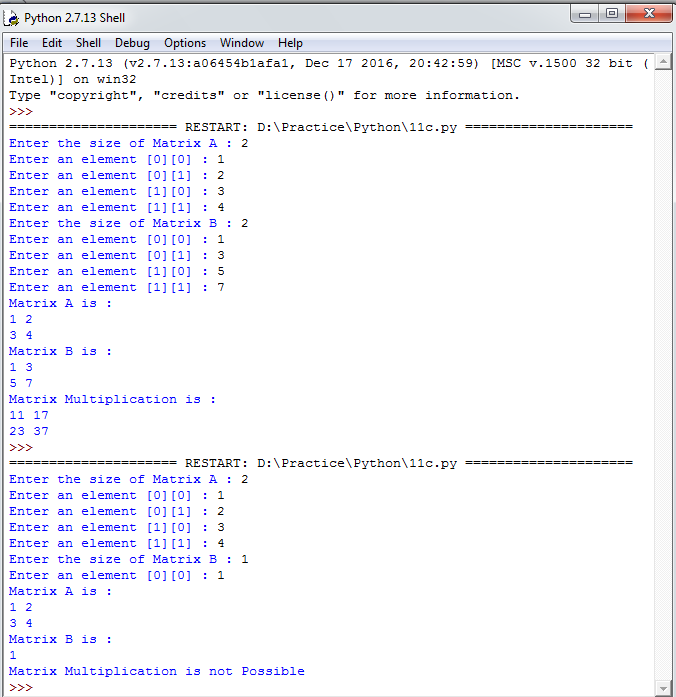 Python 2.7.13 Shell
File Edit Shell Debug Options Window Help
Python 2.7.13 (v2.7.13:a06454b1afa1, Dec 17 2016, 20:42:59) [MSC v.1500 32 bit (
Intel)] on win32
Type "copyright", "credits" or "license()" for more information.
>>>
===================== RESTART: D:\Practice\Python\11c.py =====================
Enter the size of Matrix A : 2
Enter an element [0][0] : 1
Enter an element [0][1] : 2
Enter an element [1][0] : 3
Enter an element [1][1] : 4
Enter the size of Matrix B : 2
Enter an element [0][0] : 1
Enter an element [0][1] : 3
Enter an element [1][0] : 5
Enter an element [1][1] : 7
Matrix A is :
1 2
3 4
Matrix B is :
1 3
5 7
Matrix Multiplication is :
11 17
23 37
>>>
===================== RESTART: D:\Practice\Python\11c.py =====================
Enter the size of Matrix A : 2
Enter an element [0][0] : 1
Enter an element [0][1] : 2
Enter an element [1][0] : 3
Enter an element [1][1] : 4
Enter the size of Matrix B : 1
Enter an element [0][0] : 1
Matrix A is :
1 2
3 4
Matrix B is :
1
Matrix Multiplication is not Possible
>>>